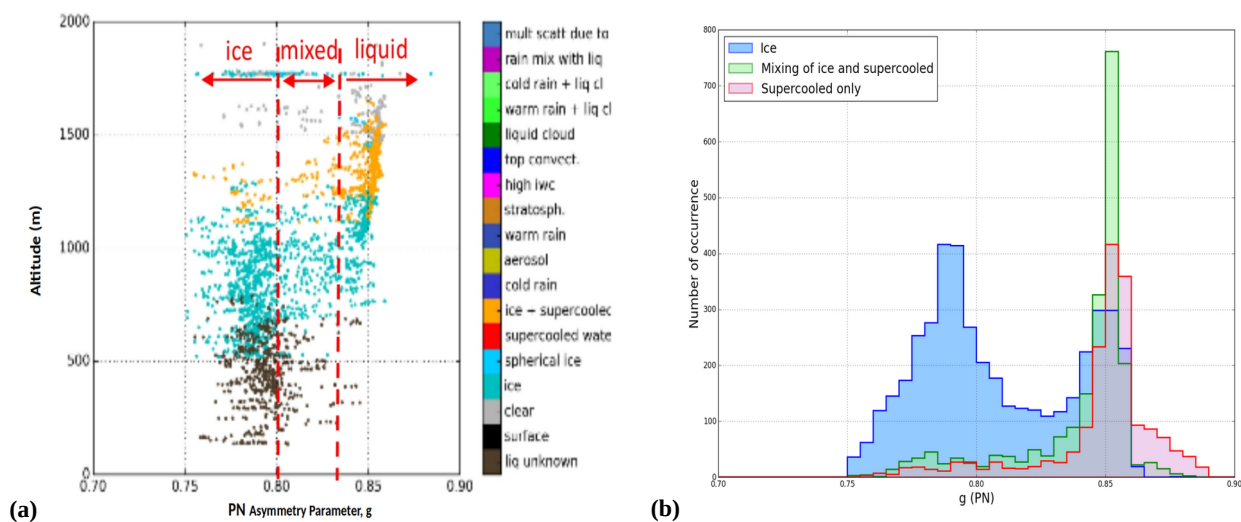 2000
1500
1000
500
0
0.70
0.75
0.80
0.85
0.90
Altitude (m)
PN Asymmetry Parameter, g
ice
mixed
liquid
mult scatt due to
rain mix with liq
cold rain + liq cl
warm rain + liq cl
liquid cloud
top convect.
high iwc
stratosph.
warm rain
aerosol
cold rain
ice + supercooled
supercooled wate
spherical ice
ice
clear
surface
liq unknown
(a)
800
700
600
500
400
300
200
100
0
0.70
0.75
0.80
0.85
0.90
Number of occurrence
g (PN)
Ice
Mixing of ice and supercooled
Supercooled only
(b)